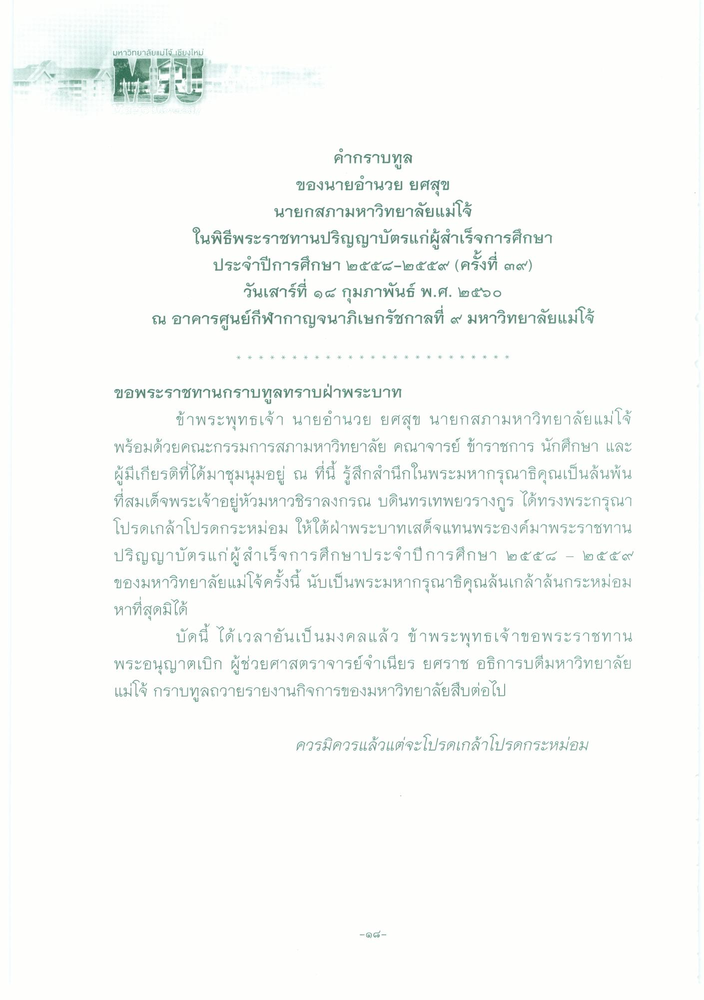 มหาวิทยาลัยแม่โจ้ เชียงใหม่
MJU
Maejo University
คำกราบทูล
ของนายอำนวย ยศสุข
นายกสภามหาวิทยาลัยแม่โจ้
ในพิธีพระราชทานปริญญาบัตรแก่ผู้สำเร็จการศึกษา
ประจำปีการศึกษา ๒๕๕๘-๒๕๕๙ (ครั้งที่ ๓๙)
วันเสาร์ที่ ๑๘ กุมภาพันธ์ พ.ศ. ๒๕๖๐
ณ อาคารศูนย์กีฬากาญจนาภิเษกรัชกาลที่ ๙ มหาวิทยาลัยแม่โจ้
* * * * * * * * * * * * * * * * * * * * * * * * *
ขอพระราชทานกราบทูลทราบฝ่าพระบาท
ข้าพระพุทธเจ้า นายอำนวย ยศสุข นายกสภามหาวิทยาลัยแม่โจ้
พร้อมด้วยคณะกรรมการสภามหาวิทยาลัย คณาจารย์ ข้าราชการ นักศึกษา และ
ผู้มีเกียรติที่ได้มาชุมนุมอยู่ ณ ที่นี้ รู้สึกสำนึกในพระมหากรุณาธิคุณเป็นล้นพ้น
ที่สมเด็จพระเจ้าอยู่หัวมหาวชิราลงกรณ บดินทรเทพยวรางกูร ได้ทรงพระกรุณา
โปรดเกล้าโปรดกระหม่อม ให้ใต้ฝ่าพระบาทเสด็จแทนพระองค์มาพระราชทาน
ปริญญาบัตรแก่ผู้สำเร็จการศึกษาประจำปีการศึกษา ๒๕๕๘ – ๒๕๕๙
ของมหาวิทยาลัยแม่โจ้ครั้งนี้ นับเป็นพระมหากรุณาธิคุณล้นเกล้าล้นกระหม่อม
หาที่สุดมิได้
บัดนี้ ได้เวลาอันเป็นมงคลแล้ว ข้าพระพุทธเจ้าขอพระราชทาน
พระอนุญาตเบิก ผู้ช่วยศาสตราจารย์จำเนียร ยศราช อธิการบดีมหาวิทยาลัย
แม่โจ้ กราบทูลถวายรายงานกิจการของมหาวิทยาลัยสืบต่อไป
ควรมิควรแล้วแต่จะโปรดเกล้าโปรดกระหม่อม
-๑๘-